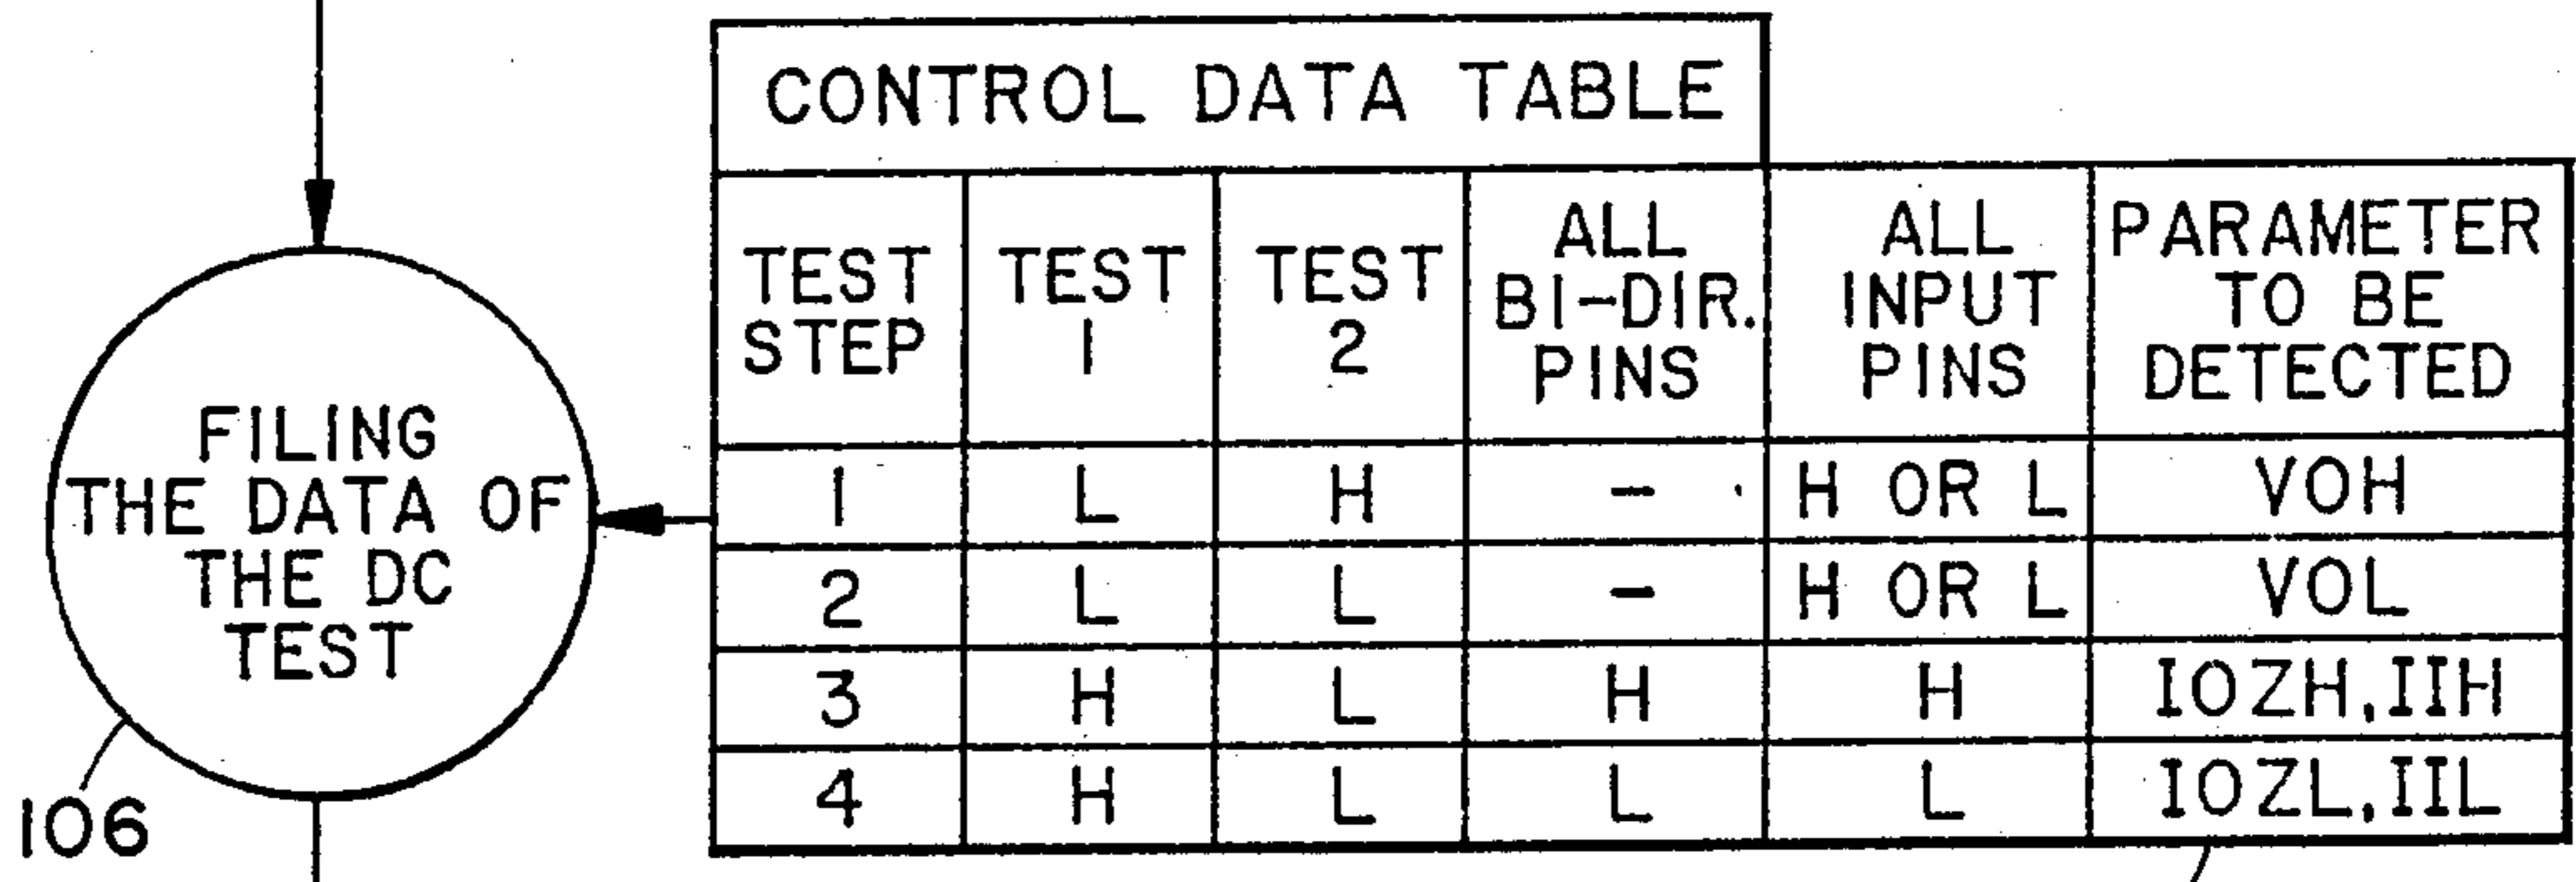 CONTROL DATA TABLE
TEST STEP
TEST 1
TEST 2
ALL BI-DIR. PINS
ALL INPUT PINS
PARAMETER TO BE DETECTED
1 L H - H OR L VOH
2 L L - H OR L VOL
3 H L H H IOZH,IIH
4 H L L L IOZL,IIL
FILING
THE DATA OF
THE DC
TEST
106